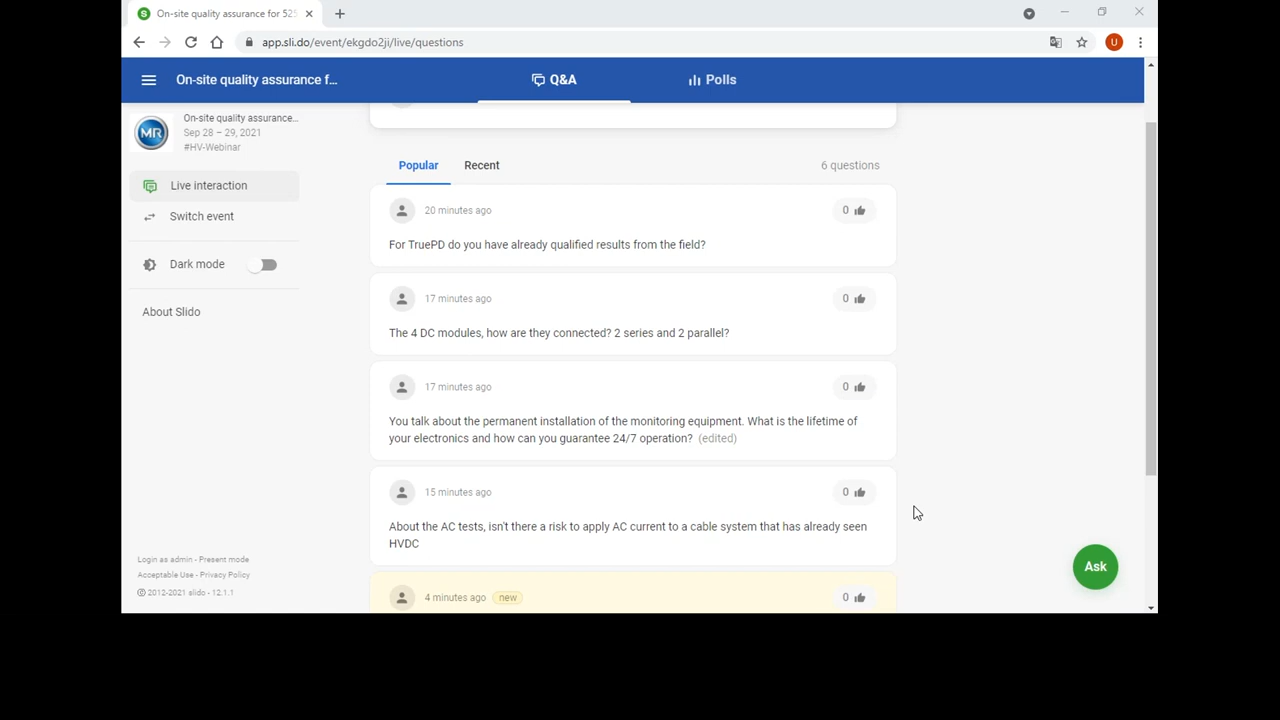 On-site quality assurance for 525
app.sli.do/event/ekgdo2ji/live/questions
U
On-site quality assurance f...
Q&A
Polls
MR
On-site quality assurance...
Sep 28 – 29, 2021
#HV-Webinar
Live interaction
Switch event
Dark mode
About Slido
Login as admin - Present mode
Acceptable Use - Privacy Policy
© 2012-2021 slido - 12.1.1
Popular
Recent
6 questions
20 minutes ago
0
For TruePD do you have already qualified results from the field?
17 minutes ago
0
The 4 DC modules, how are they connected? 2 series and 2 parallel?
17 minutes ago
0
You talk about the permanent installation of the monitoring equipment. What is the lifetime of
your electronics and how can you guarantee 24/7 operation? (edited)
15 minutes ago
0
About the AC tests, isn't there a risk to apply AC current to a cable system that has already seen
HVDC
4 minutes ago new
0
Ask